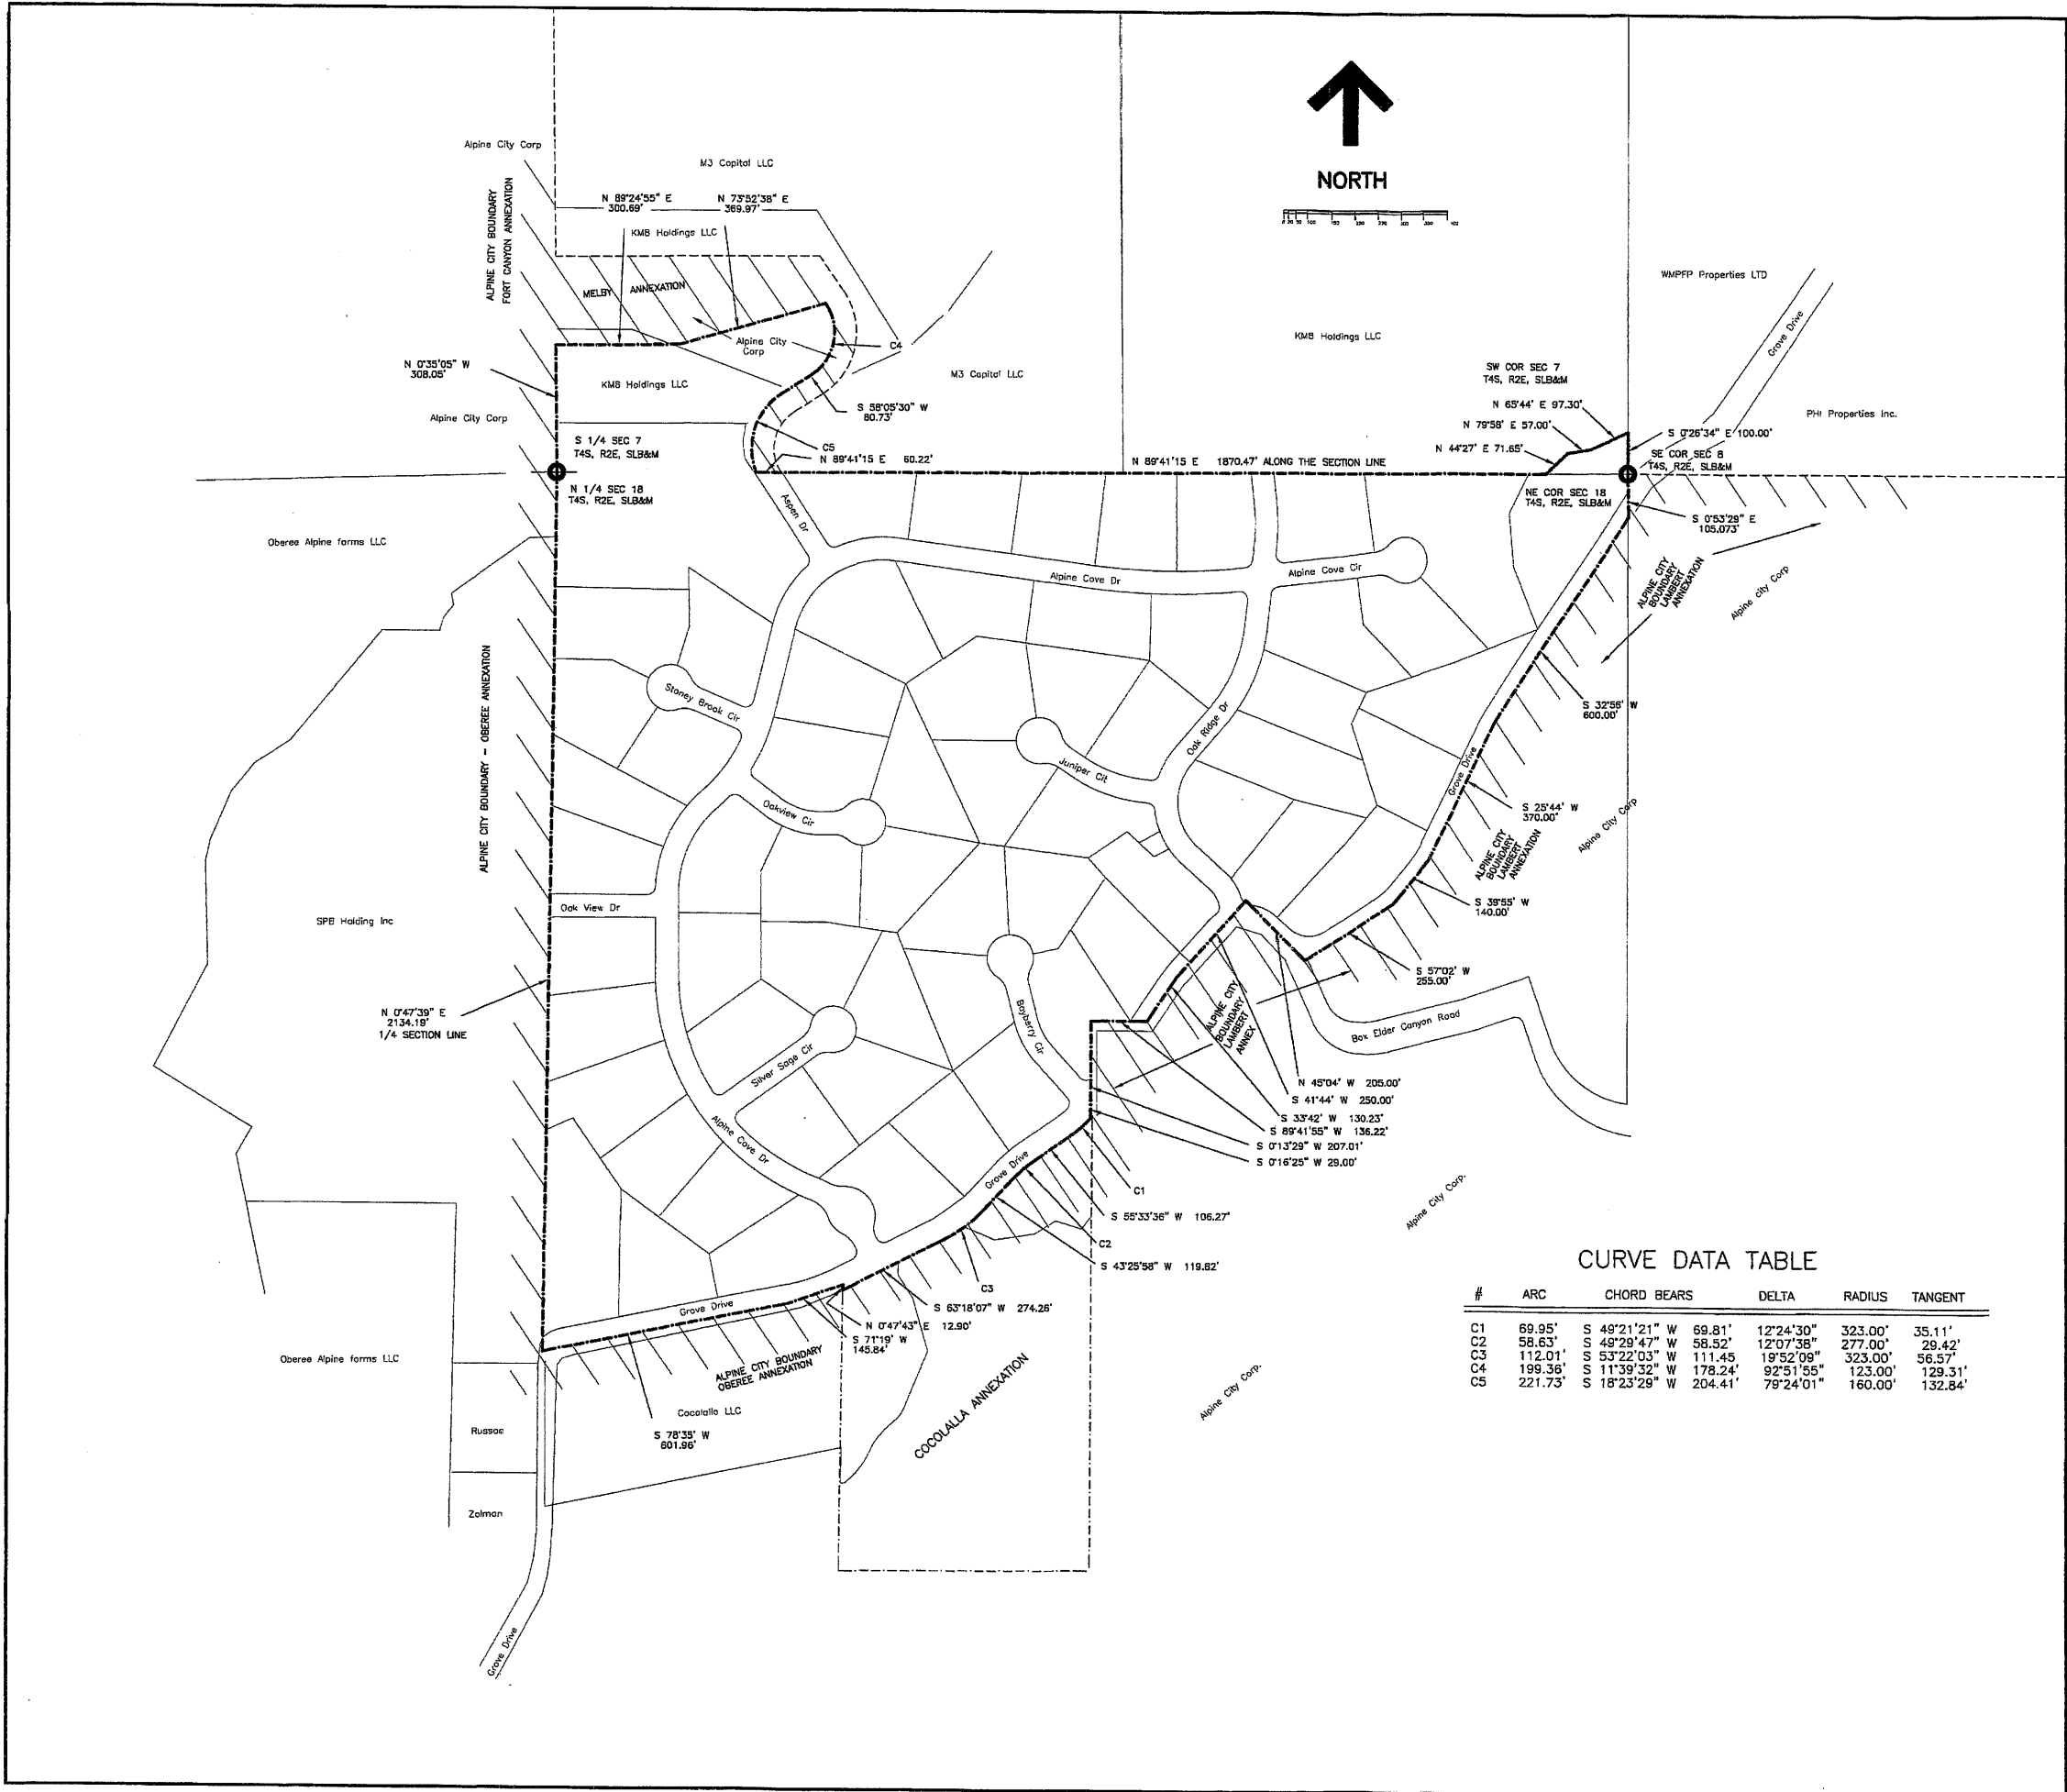 NORTH
Alpine City Corp
M3 Capital LLC
ALPINE CITY BOUNDARY
FORT CANYON ANNEXATION
N 89°24'55" E
300.69'
N 73°52'38" E
369.97'
KMB Holdings LLC
MELBY ANNEXATION
Alpine City
Corp
C4
N 0°35'05" W
308.05'
KMB Holdings LLC
M3 Capital LLC
KMB Holdings LLC
WMPFP Properties LTD
Grove Drive
Alpine City Corp
S 58°05'30" W
80.73'
C5
S 1/4 SEC 7
T4S, R2E, SLB&M
N 1/4 SEC 18
T4S, R2E, SLB&M
N 89°41'15 E 60.22'
N 89°41'15 E 1870.47' ALONG THE SECTION LINE
SW COR SEC 7
T4S, R2E, SLB&M
N 65°44' E 97.30'
N 79°58' E 57.00'
N 44°27' E 71.65'
S 0°26'34" E 100.00'
PHI Properties Inc.
SE COR SEC 8
T4S, R2E, SLB&M
NE COR SEC 18
T4S, R2E, SLB&M
S 0°53'29" E
105.073'
Oberee Alpine farms LLC
Aspen Dr
Alpine Cove Dr
Alpine Cove Cir
ALPINE CITY
BOUNDARY
LAMBERT
ANNEXATION
Alpine city Corp
ALPINE CITY BOUNDARY - OBEREE ANNEXATION
Stoney Brook Cir
Oak Ridge Dr
S 32°56' W
600.00'
Juniper Cit
Grove Drive
Oakview Cir
S 25°44' W
370.00'
Alpine City Corp
ALPINE CITY
BOUNDARY
LAMBERT
ANNEXATION
S 39°55' W
140.00'
Oak View Dr
SPB Holding Inc
S 57°02' W
255.00'
N 0°47'39" E
2134.19'
1/4 SECTION LINE
Bayberry Cir
ALPINE CITY
BOUNDARY
LAMBERT
ANNEX
Box Elder Canyon Road
Silver Sage Cir
N 45°04' W 205.00'
S 41°44' W 250.00'
S 33°42' W 130.23'
S 89°41'55" W 136.22'
S 0°13'29" W 207.01'
S 0°16'25" W 29.00'
Alpine Cove Dr
Grove Drive
C1
S 55°33'36" W 106.27'
C2
S 43°25'58" W 119.82'
Alpine City Corp.
C3
S 63°18'07" W 274.26'
Grove Drive
N 0°47'43" E 12.90'
S 71°19' W
145.84'
Oberee Alpine forms LLC
ALPINE CITY BOUNDARY
OBEREE ANNEXATION
Cocolalla LLC
S 78°35' W
601.96'
COCOLALLA ANNEXATION
Alpine City Corp.
Russoe
Zolman
Grove Drive
CURVE DATA TABLE
# ARC CHORD BEARS DELTA RADIUS TANGENT
C1 69.95' S 49°21'21" W 69.81' 12°24'30" 323.00' 35.11'
C2 58.63' S 49°29'47" W 58.52' 12°07'38" 277.00' 29.42'
C3 112.01' S 53°22'03" W 111.45 19°52'09" 323.00' 56.57'
C4 199.36' S 11°39'32" W 178.24' 92°51'55" 123.00' 129.31'
C5 221.73' S 18°23'29" W 204.41' 79°24'01" 160.00' 132.84'